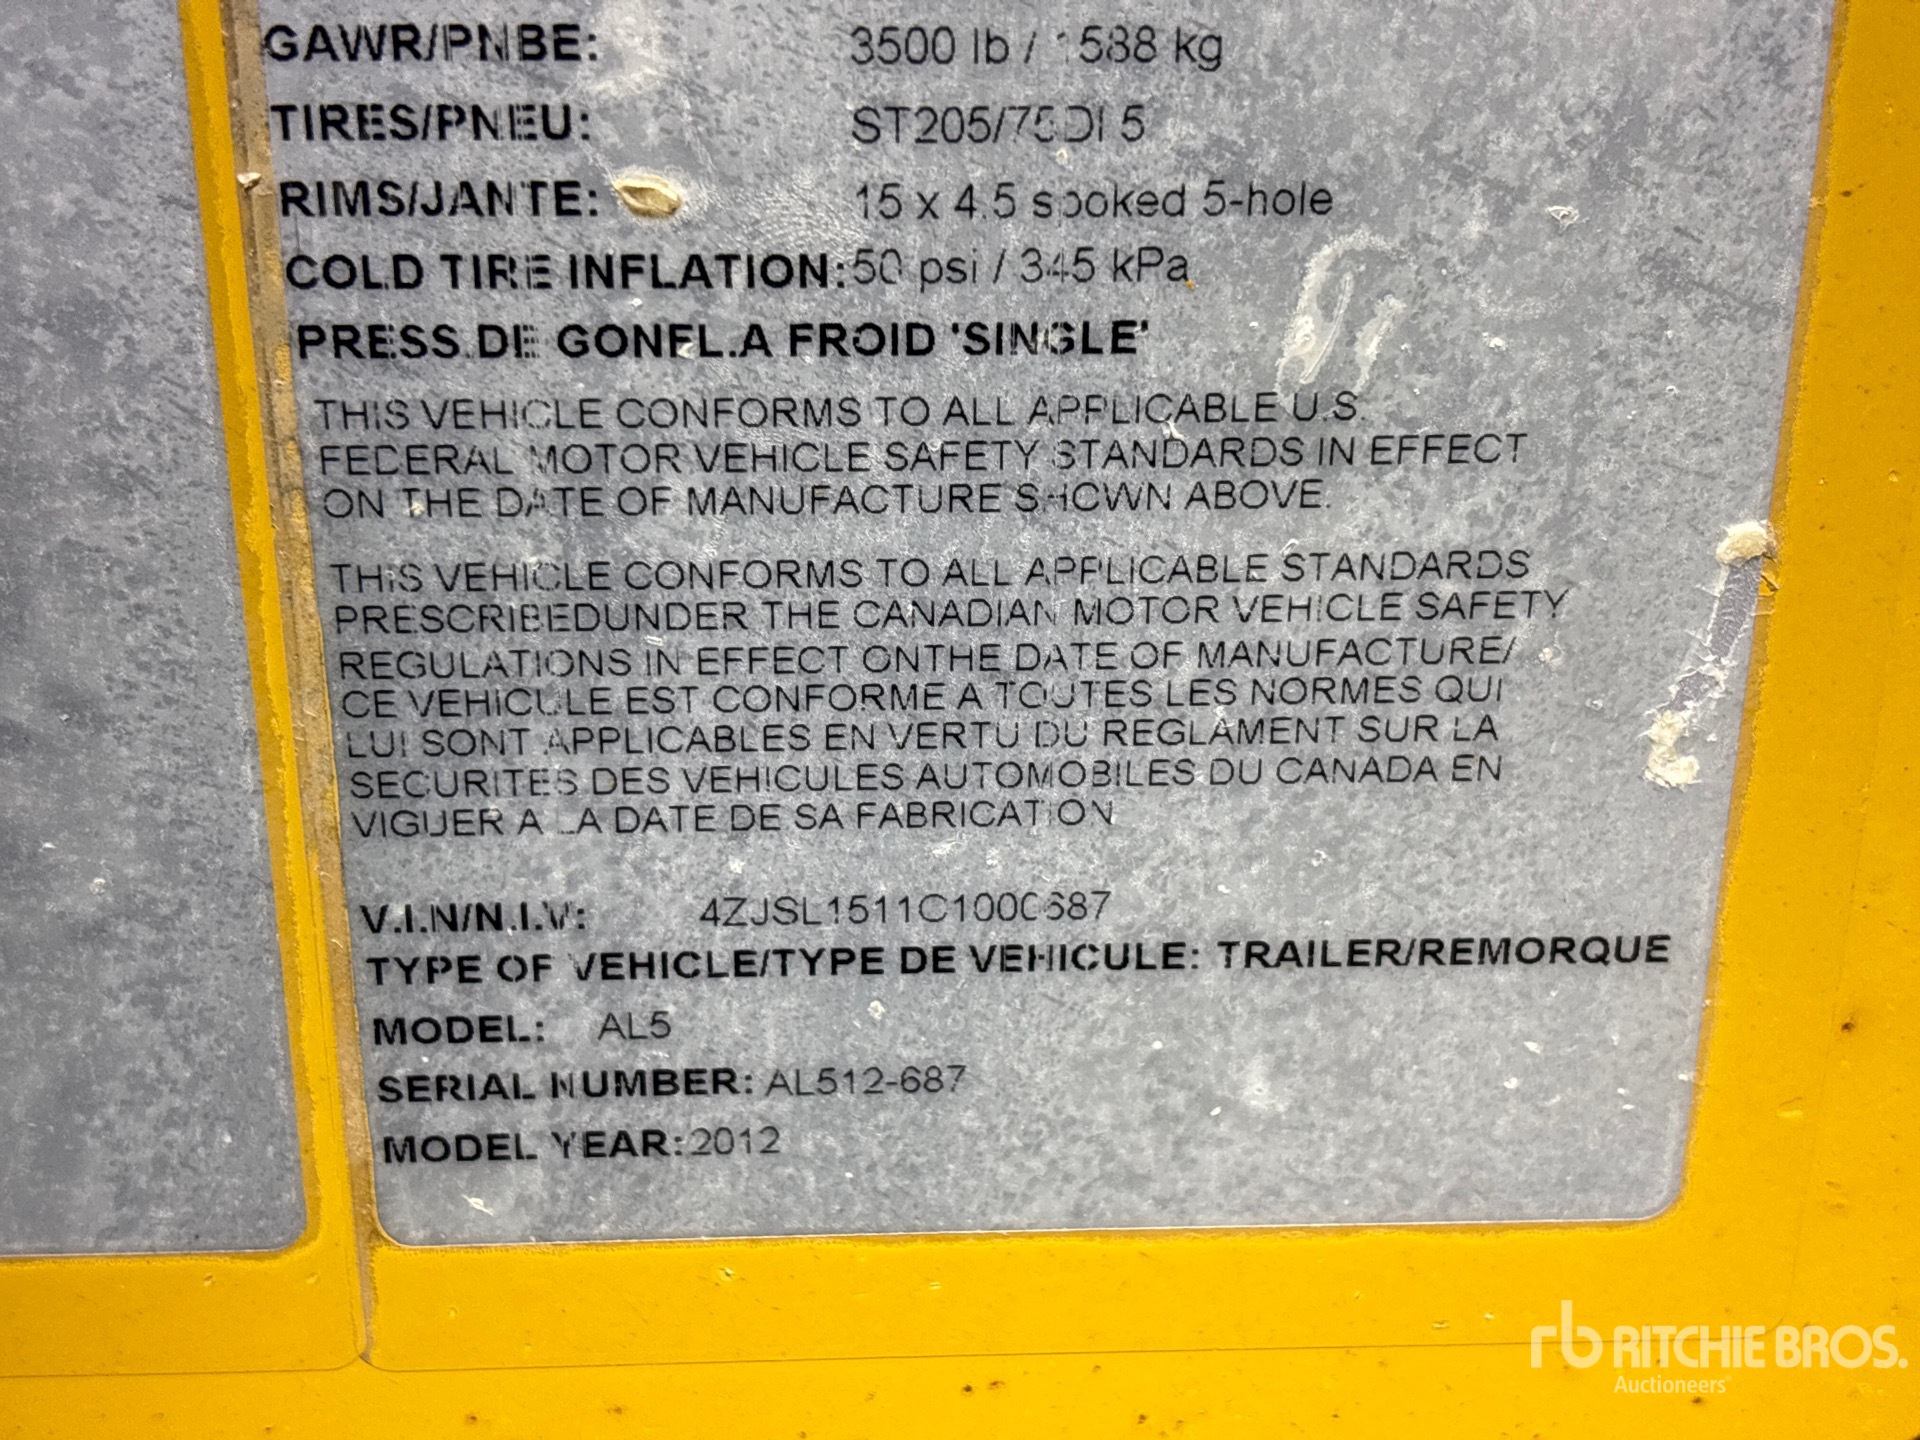 GAWR/PNBE: 3500 lb / 1588 kg
TIRES/PNEU: ST205/75D15
RIMS/JANTE: 15 x 4.5 spoked 5-hole
COLD TIRE INFLATION: 50 psi / 345 kPa
PRESS.DE GONFL.A FROID 'SINGLE'
THIS VEHICLE CONFORMS TO ALL APPLICABLE U.S.
FEDERAL MOTOR VEHICLE SAFETY STANDARDS IN EFFECT
ON THE DATE OF MANUFACTURE SHOWN ABOVE.
THIS VEHICLE CONFORMS TO ALL APPLICABLE STANDARDS
PRESCRIBEDUNDER THE CANADIAN MOTOR VEHICLE SAFETY
REGULATIONS IN EFFECT ONTHE DATE OF MANUFACTURE/
CE VEHICULE EST CONFORME A TOUTES LES NORMES QUI
LUI SONT APPLICABLES EN VERTU DU REGLAMENT SUR LA
SECURITES DES VEHICULES AUTOMOBILES DU CANADA EN
VIGUER A LA DATE DE SA FABRICATION
V.I.N/N.I.V: 4ZJSL1511C1000687
TYPE OF VEHICLE/TYPE DE VEHICULE: TRAILER/REMORQUE
MODEL: AL5
SERIAL NUMBER: AL512-687
MODEL YEAR: 2012
rb RITCHIE BROS.
Auctioneers